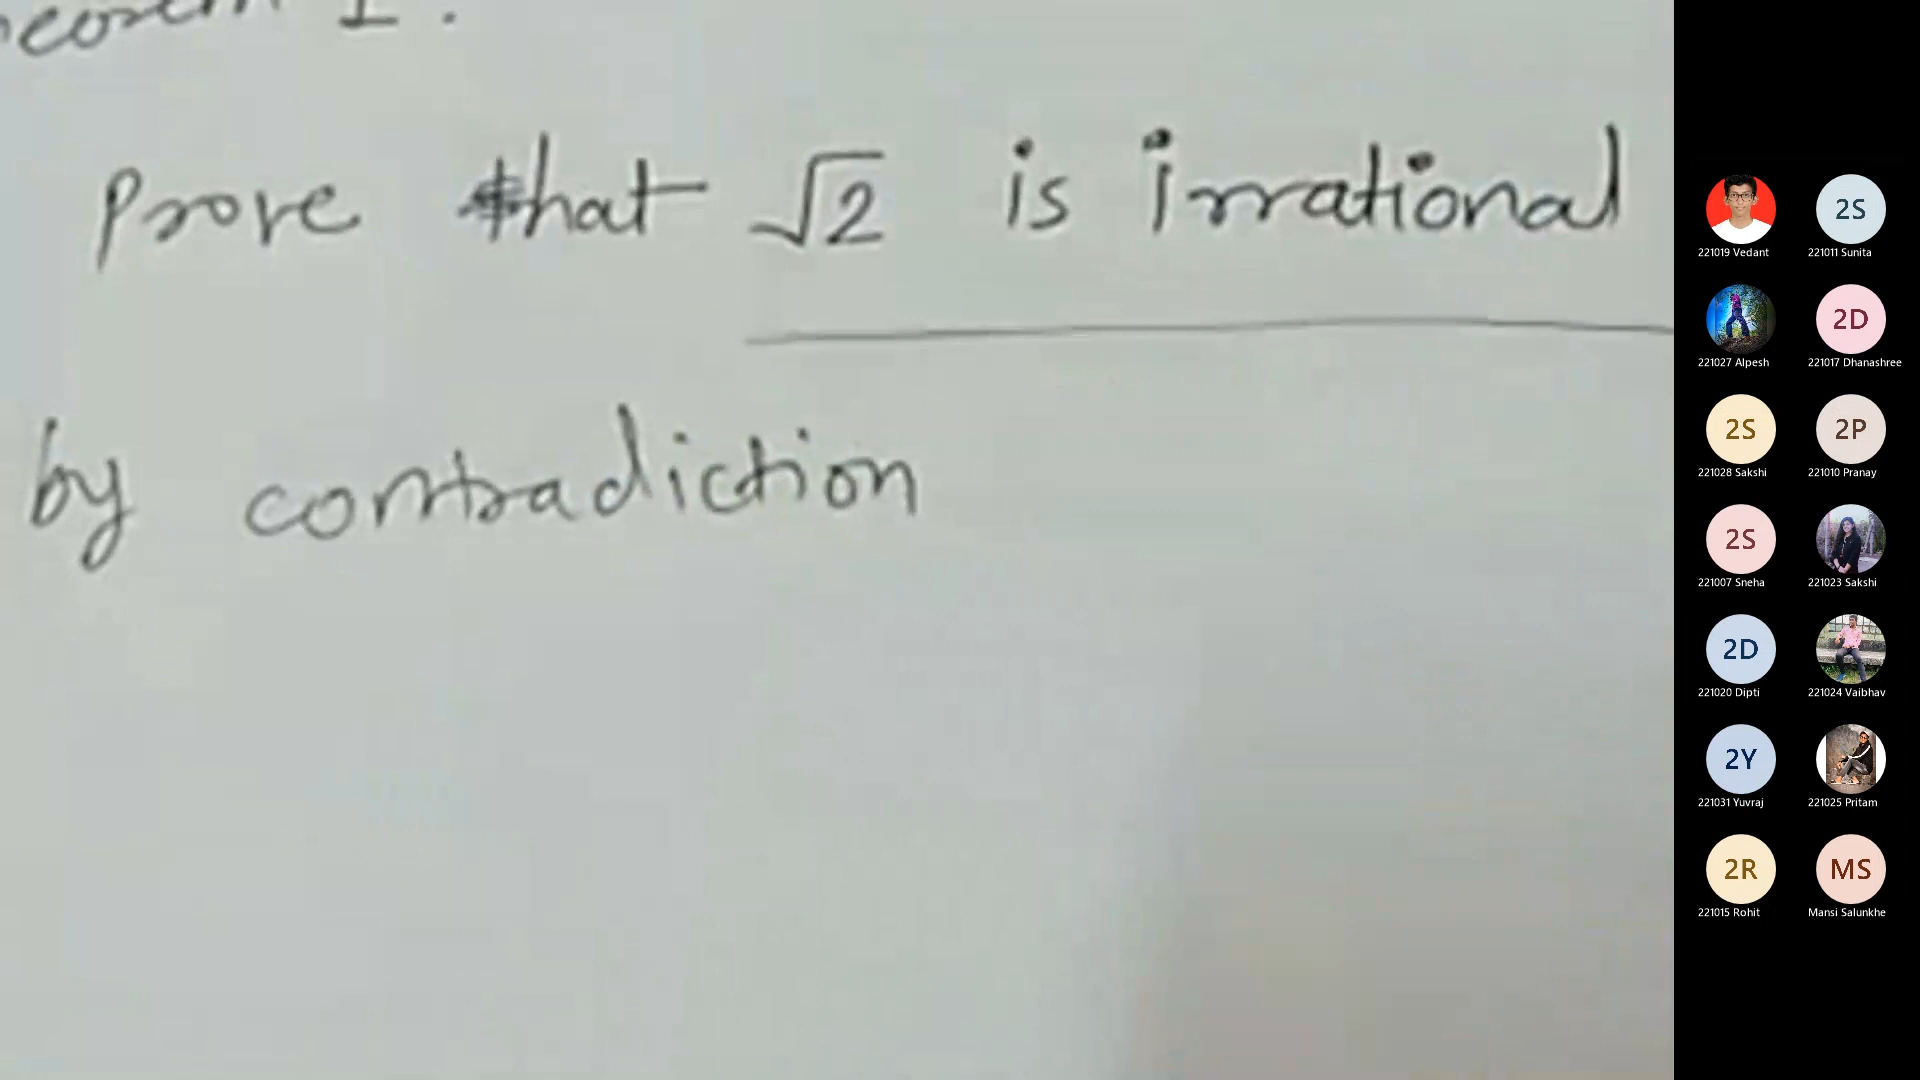 prove that √2 is irrational
by contradiction
2S
221019 Vedant 221011 Sunita
2D
221027 Alpesh 221017 Dhanashree
2S 2P
221028 Sakshi 221010 Pranay
2S
221007 Sneha 221023 Sakshi
2D
221020 Dipti 221024 Vaibhav
2Y
221031 Yuvraj 221025 Pritam
2R MS
221015 Rohit Mansi Salunkhe